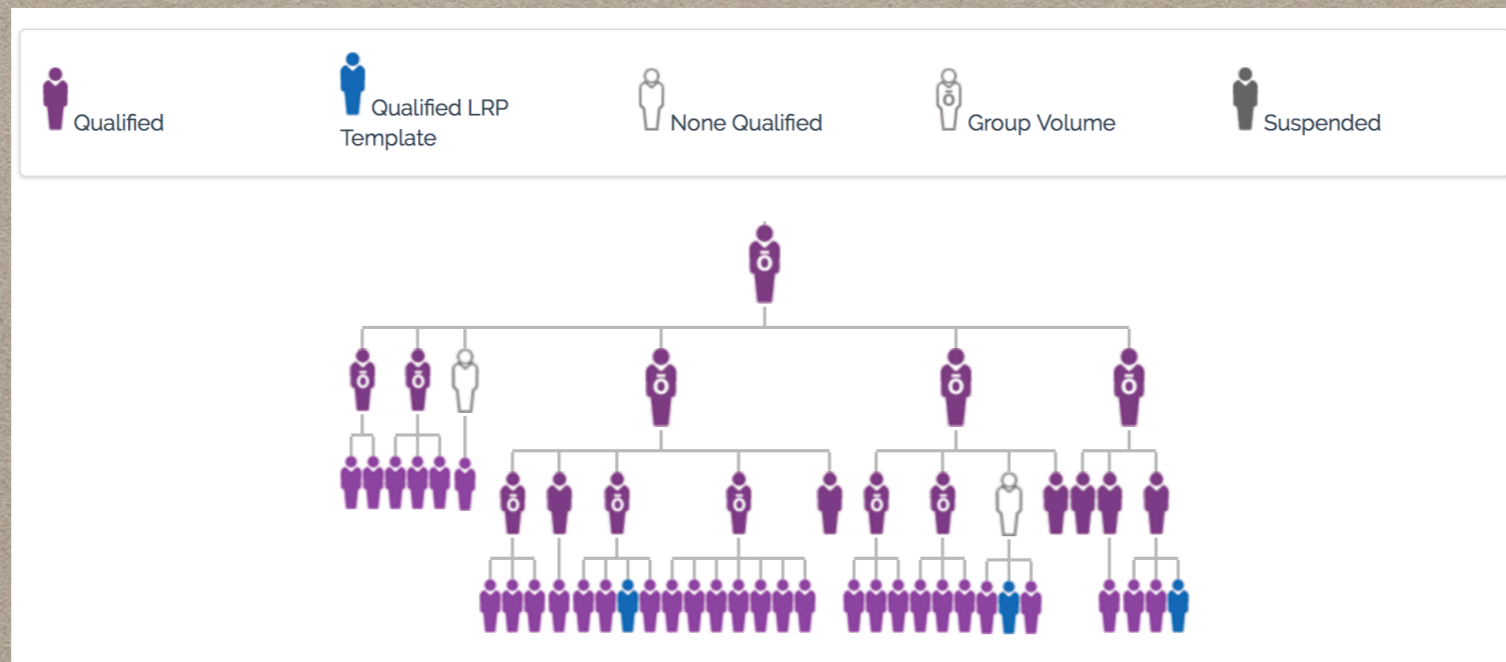 Qualified
Qualified LRP
Template
None Qualified
ō
Group Volume
Suspended
ō
ō
ō
ō
ō
ō
ō
ō
ō
ō
ō